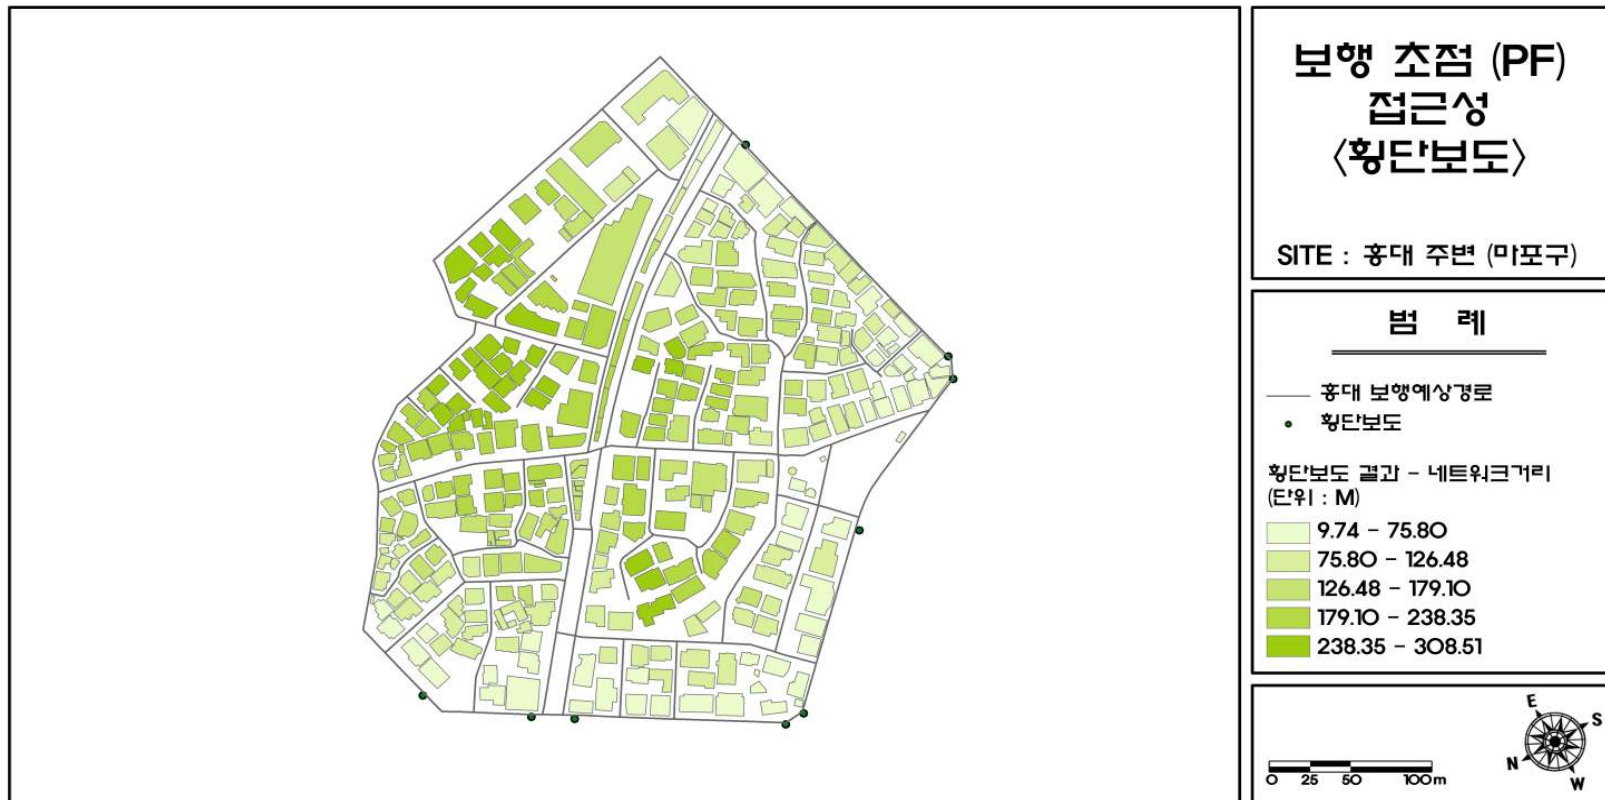 보행 초점 (PF)
접근성
<횡단보도>
SITE : 홍대 주변 (마포구)
범 례
홍대 보행예상경로
횡단보도
횡단보도 결과 - 네트워크거리
(단위 : M)
9.74 - 75.80
75.80 - 126.48
126.48 - 179.10
179.10 - 238.35
238.35 - 308.51
E
S
N
W
0 25 50 100m